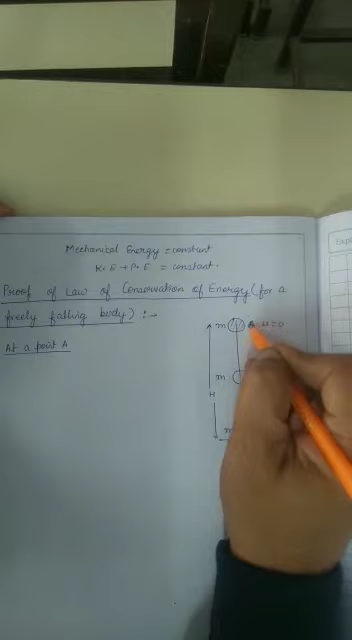 Mechanical Energy = constant
K.E + P.E = constant.
Proof of Law of Conservation of Energy (for a
freely falling body) :→
At a point A
m A u=0
m
H
m